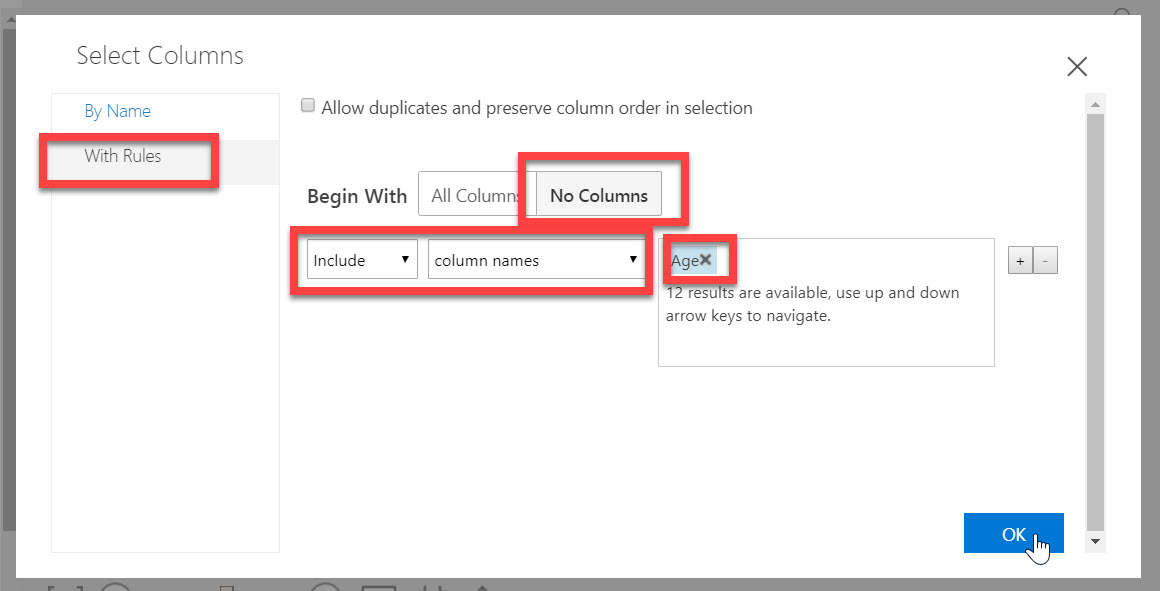 Select Columns
By Name
With Rules
Allow duplicates and preserve column order in selection
Begin With All Columns No Columns
Include column names Age + -
12 results are available, use up and down
arrow keys to navigate.
OK